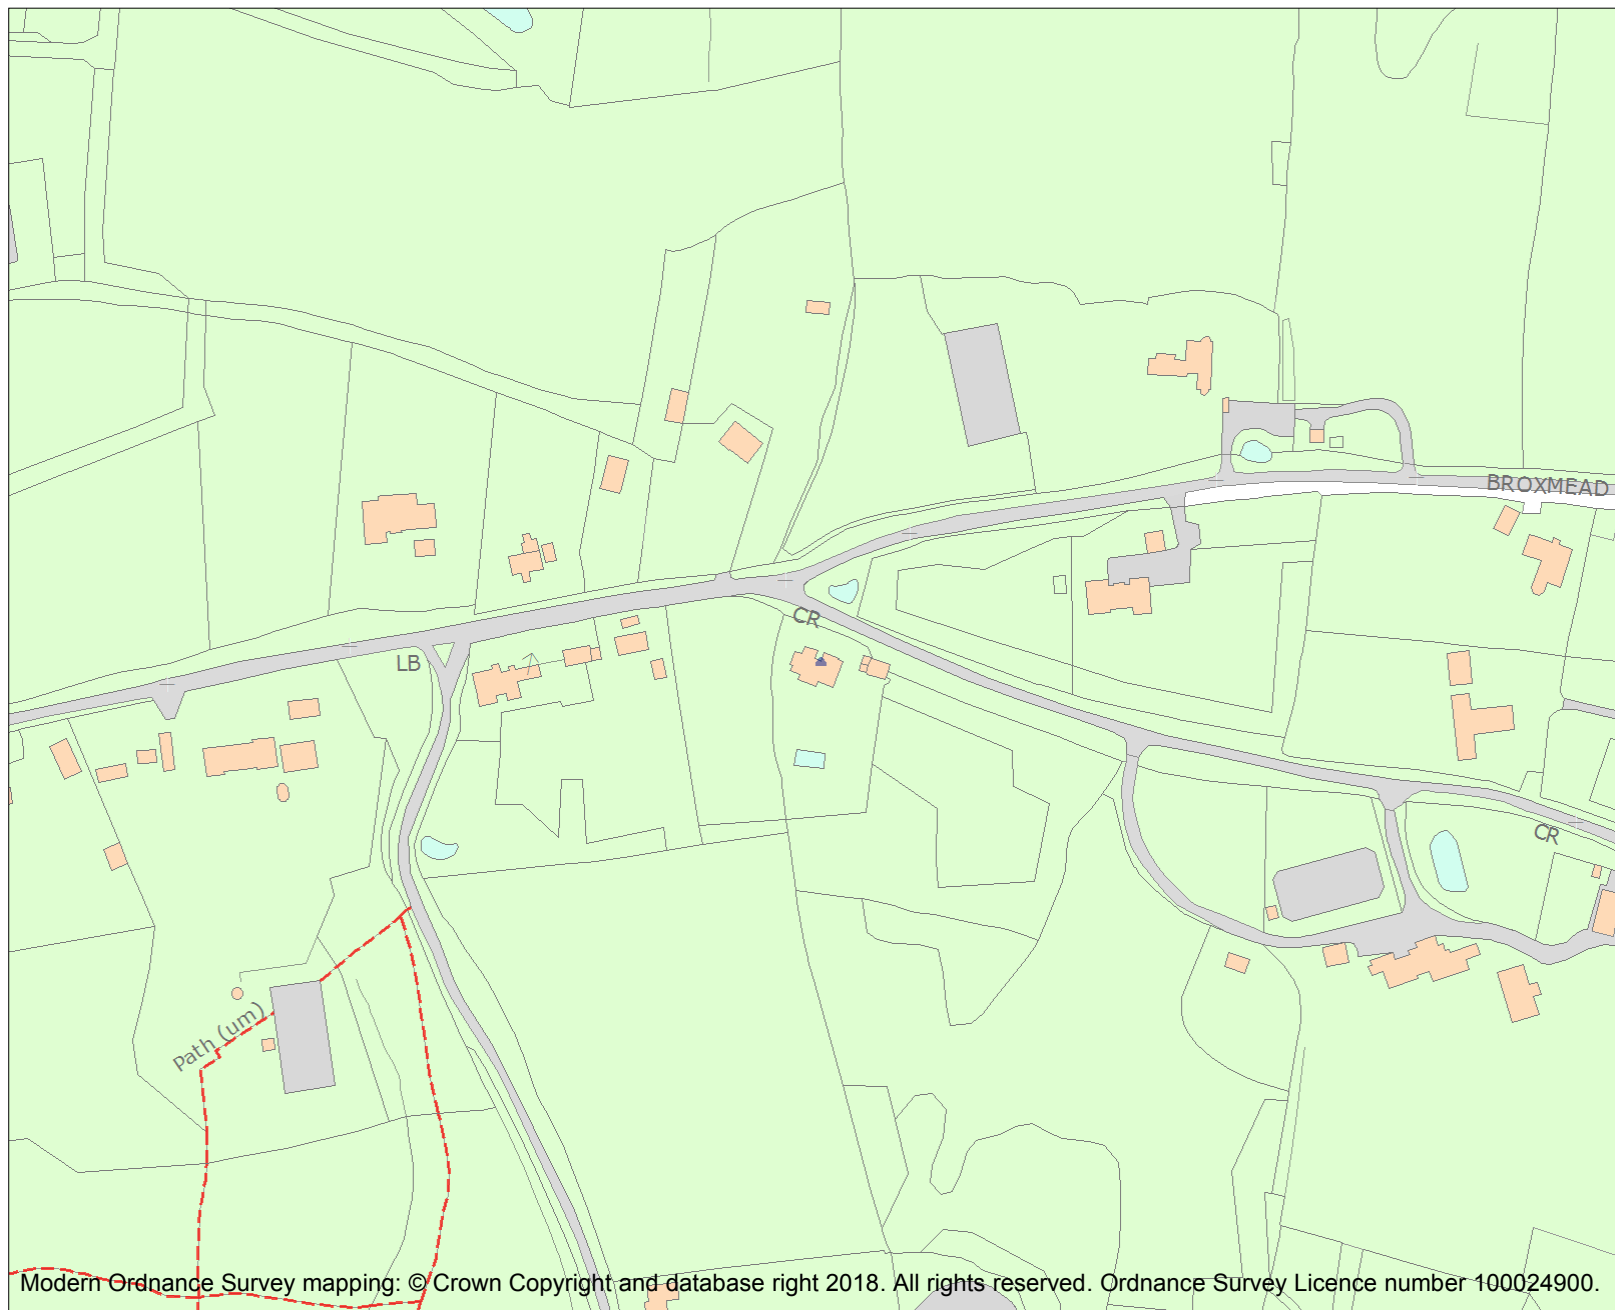 BROXMEAD
CR
LB
CR
Path (um)
Modern Ordnance Survey mapping: © Crown Copyright and database right 2018. All rights reserved. Ordnance Survey Licence number 100024900.